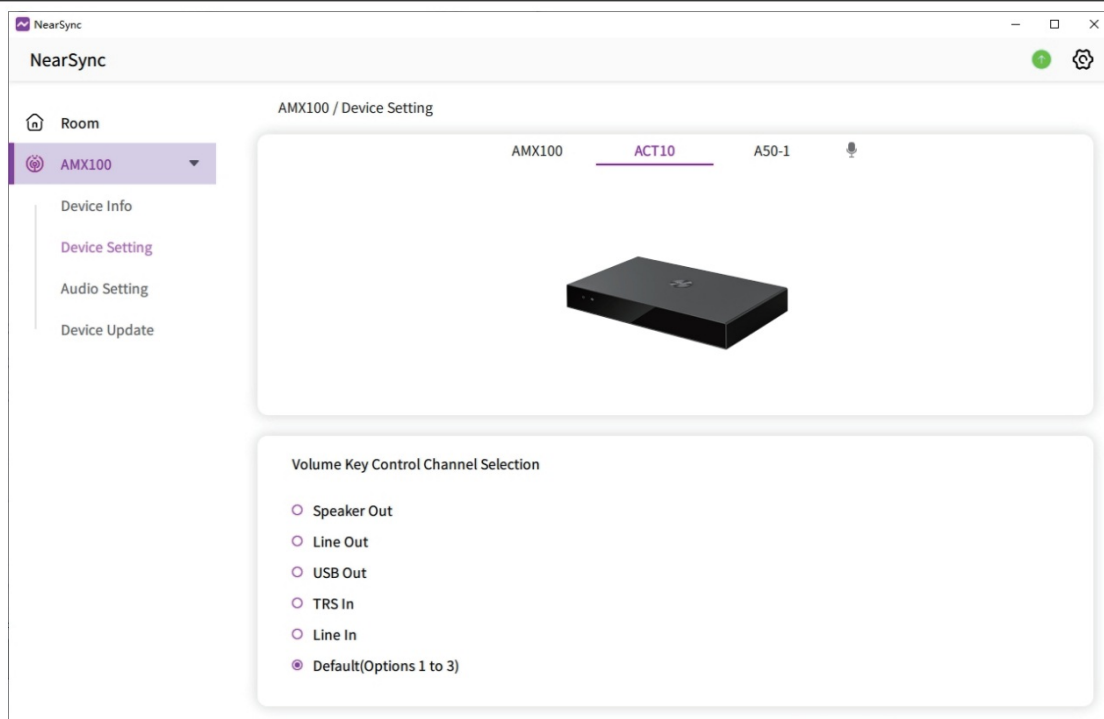 NearSync
NearSync
Room
AMX100
Device Info
Device Setting
Audio Setting
Device Update
AMX100 / Device Setting
AMX100 ACT10 A50-1
Volume Key Control Channel Selection
Speaker Out
Line Out
USB Out
TRS In
Line In
Default(Options 1 to 3)